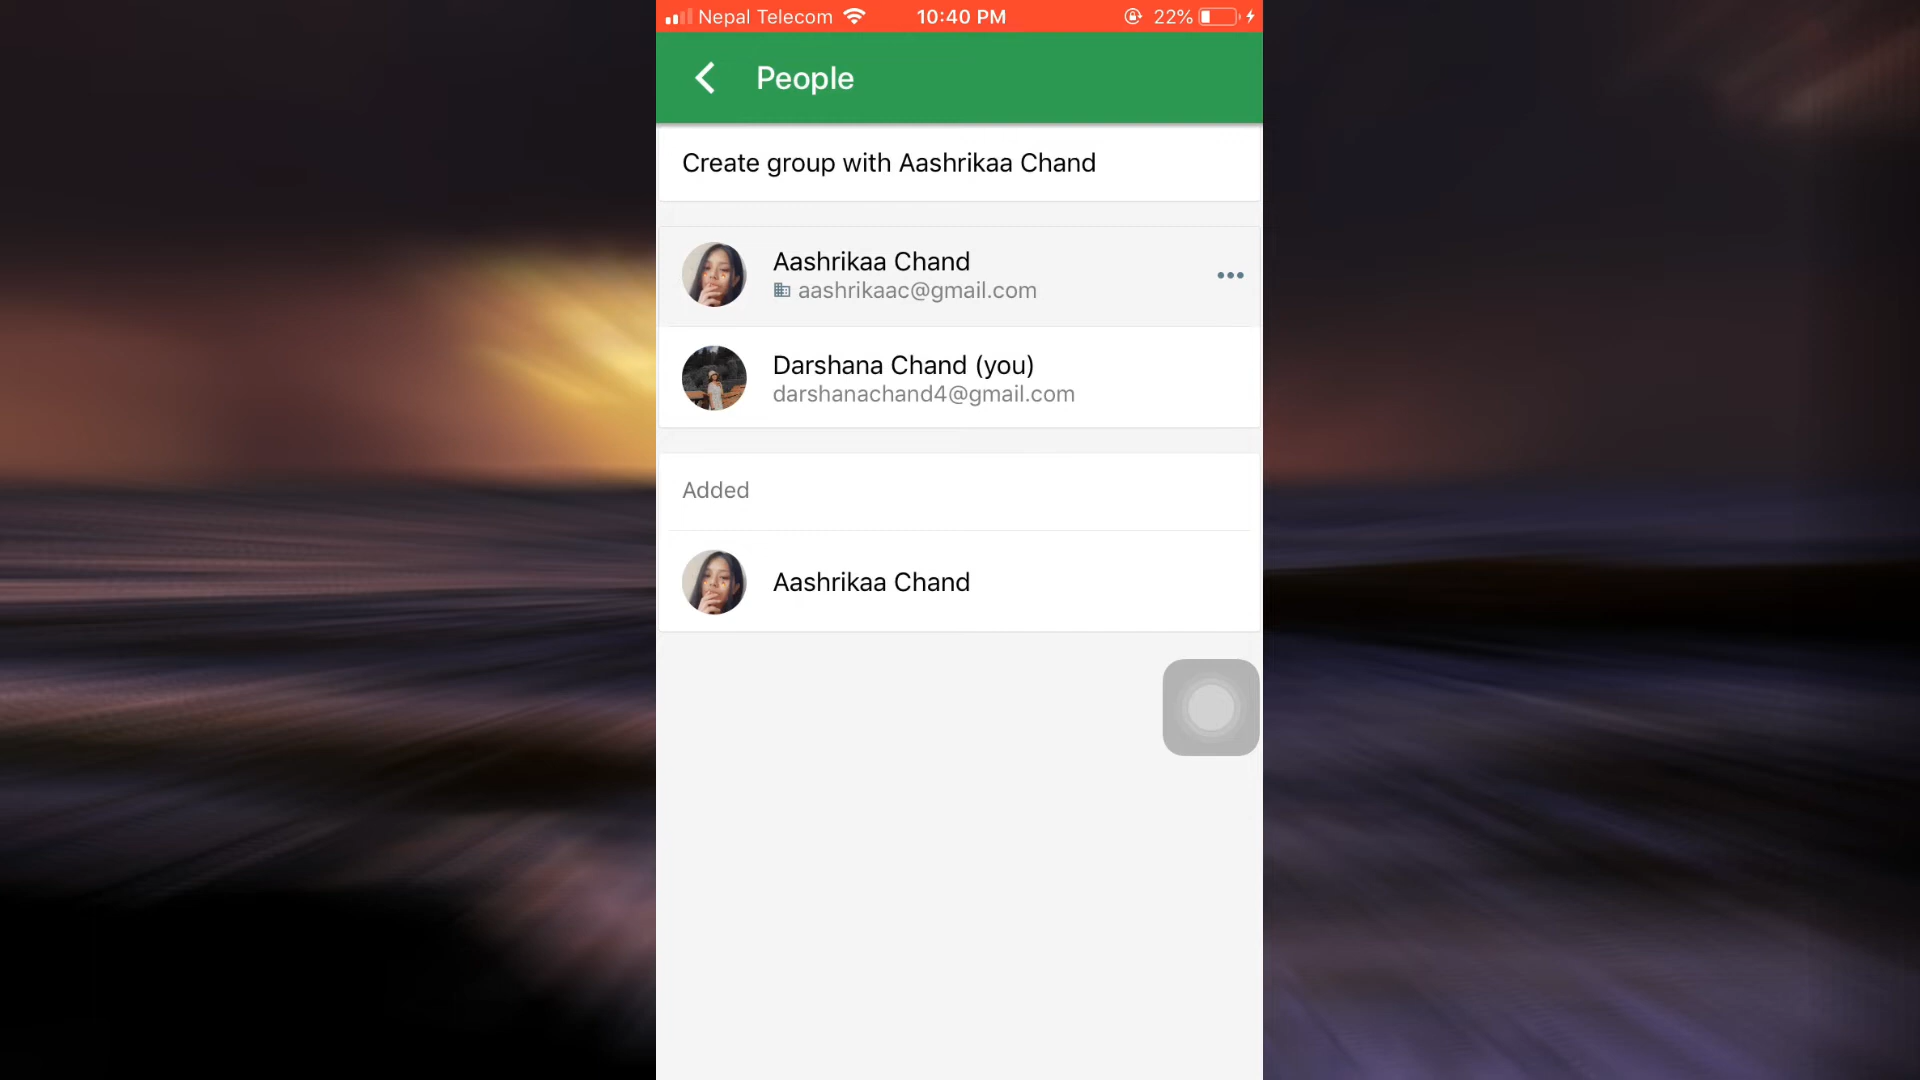 Nepal Telecom 10:40 PM 22%
People
Create group with Aashrikaa Chand
Aashrikaa Chand
aashrikaac@gmail.com
Darshana Chand (you)
darshanachand4@gmail.com
Added
Aashrikaa Chand